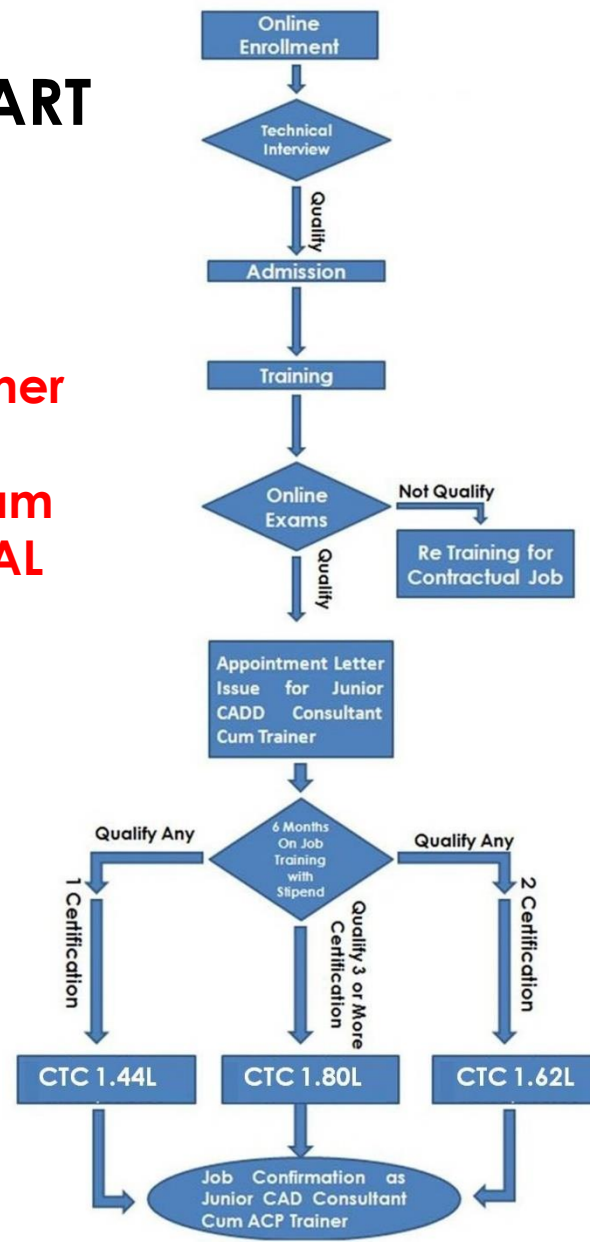 ART
ner
um
AL
Online
Enrollment
Technical
Interview
Qualify
Admission
Training
Online
Exams
Not Qualify
Re Training for
Contractual Job
Qualify
Appointment Letter
Issue for Junior
CADD Consultant
Cum Trainer
6 Months
On Job
Training
with
Stipend
Qualify Any
1 Certification
Qualify 3 or More
Certification
Qualify Any
2 Certification
CTC 1.44L
CTC 1.80L
CTC 1.62L
Job Confirmation as
Junior CAD Consultant
Cum ACP Trainer